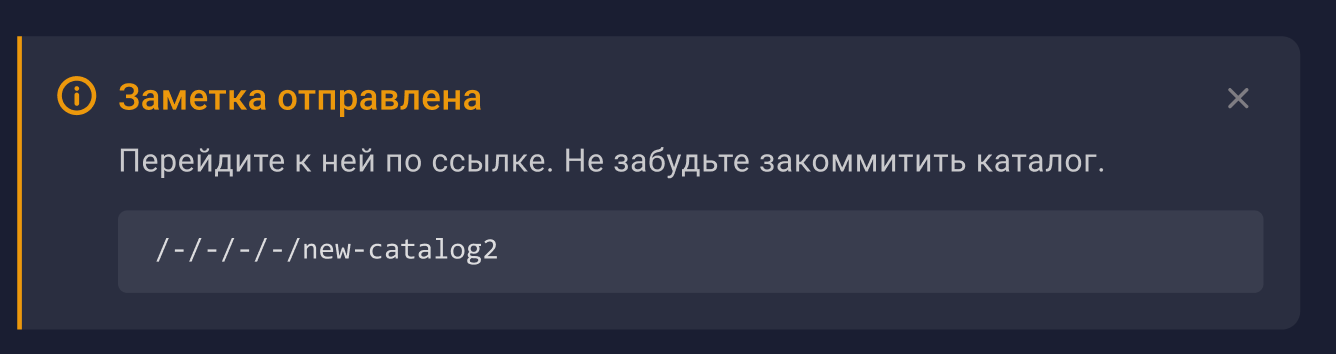 Заметка отправлена
Перейдите к ней по ссылке. Не забудьте закоммитить каталог.
/-/-/-/-/new-catalog2